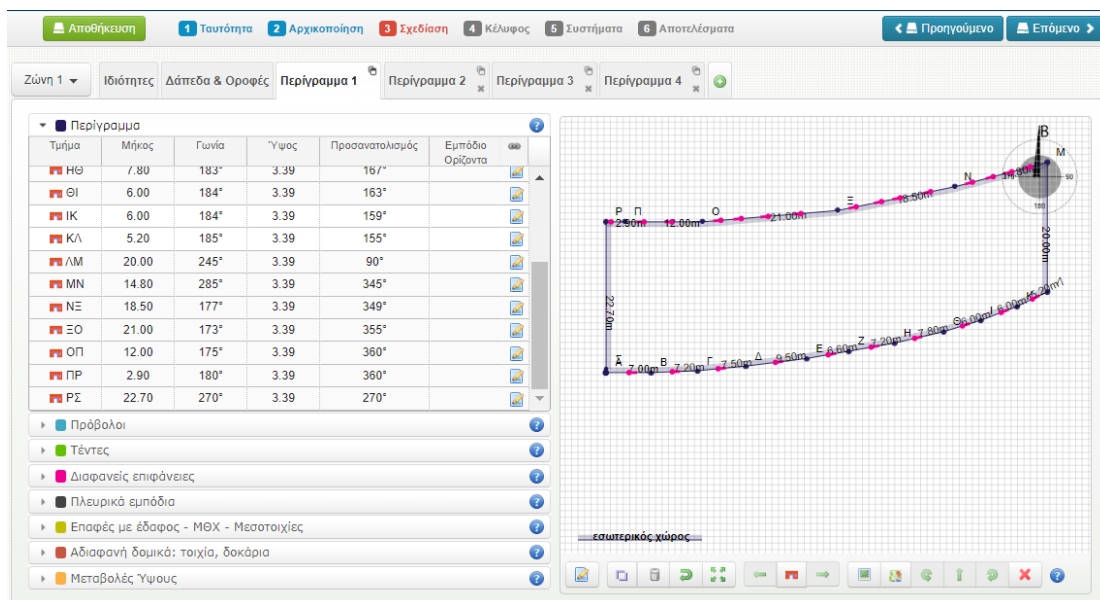 Αποθήκευση 1 Ταυτότητα 2 Αρχικοποίηση 3 Σχεδίαση 4 Κέλυφος 5 Συστήματα 6 Αποτελέσματα Προηγούμενο Επόμενο
Ζώνη 1 Ιδιότητες Δάπεδα & Οροφές Περίγραμμα 1 Περίγραμμα 2 Περίγραμμα 3 Περίγραμμα 4
Περίγραμμα
Τμήμα Μήκος Γωνία Ύψος Προσανατολισμός Εμπόδιο Ορίζοντα
ΗΘ 7.80 183° 3.39 167°
ΘΙ 6.00 184° 3.39 163°
ΙΚ 6.00 184° 3.39 159°
ΚΛ 5.20 185° 3.39 155°
ΛΜ 20.00 245° 3.39 90°
ΜΝ 14.80 285° 3.39 345°
ΝΞ 18.50 177° 3.39 349°
ΞΟ 21.00 173° 3.39 355°
ΟΠ 12.00 175° 3.39 360°
ΠΡ 2.90 180° 3.39 360°
ΡΣ 22.70 270° 3.39 270°
Πρόβολοι
Τέντες
Διαφανείς επιφάνειες
Πλευρικά εμπόδια
Επαφές με έδαφος - ΜΘΧ - Μεσοτοιχίες
Αδιαφανή δομικά: τοιχία, δοκάρια
Μεταβολές Ύψους
Β
Μ
Ν
90
180
Ρ Π Ο Ξ
2.90m 12.00m 21.00m 18.50m
22.70m
20.00m
Α 7.00m Β 7.20m Γ 7.50m Δ 9.50m Ε 6.60m Ζ 7.20m Η 7.80m Θ 6.00m Ι 6.00m Κ 5.20m
εσωτερικός χώρος